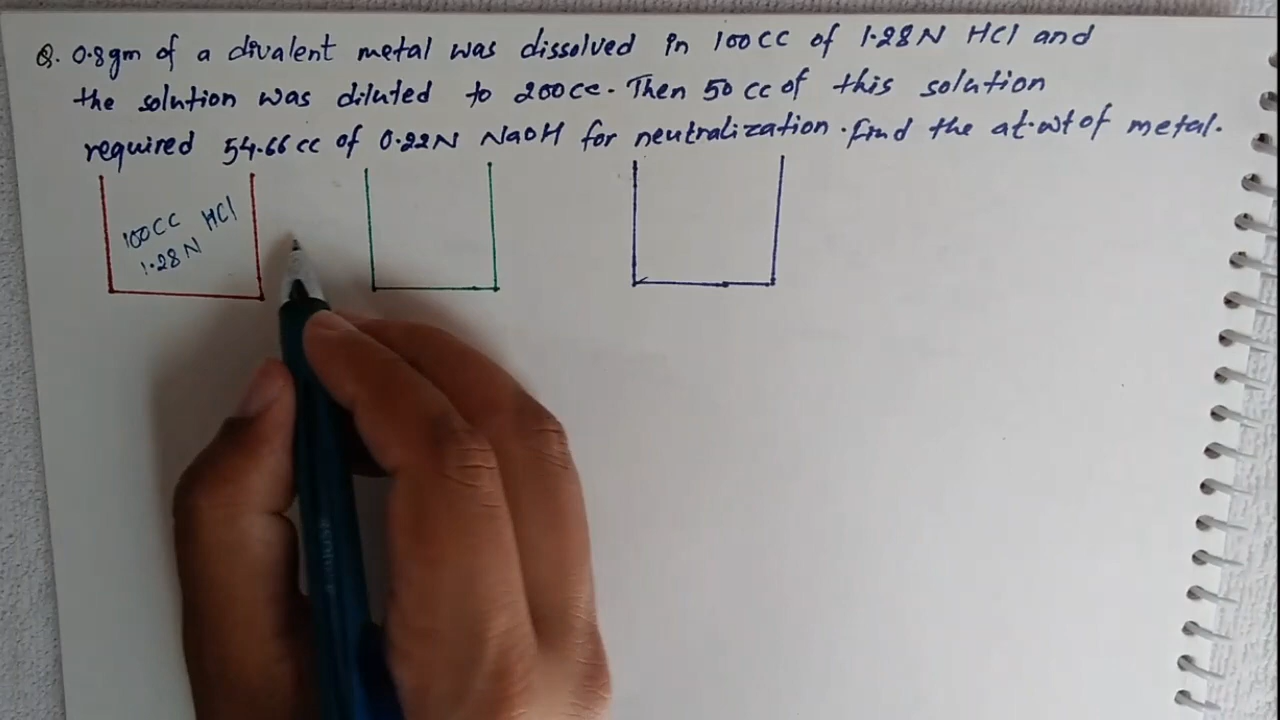 Q. 0.8gm of a divalent metal was dissolved in 100CC of 1.28N HCl and
the solution was diluted to 200cc. Then 50 cc of this solution
required 54.66cc of 0.22N NaOH for neutralization. find the at.wt of metal.
100CC HCl
1.28N